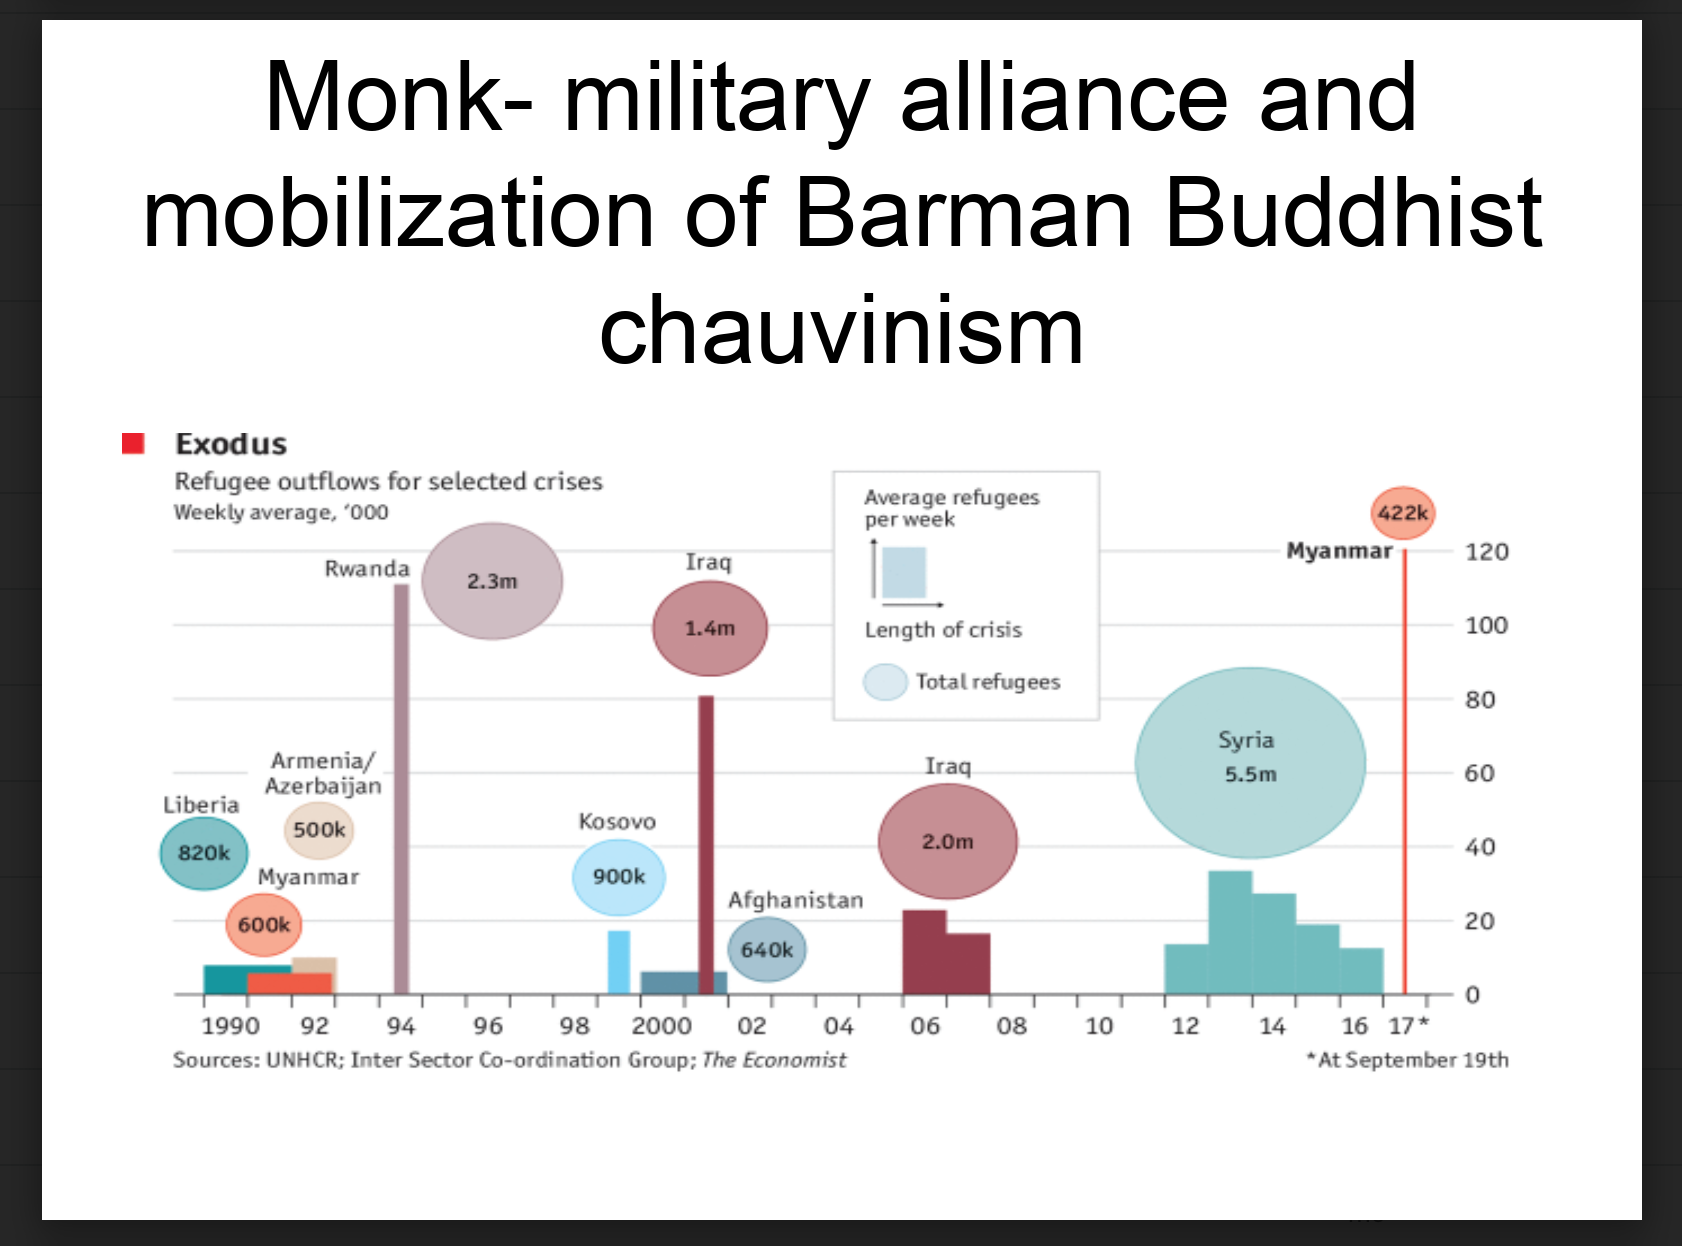 Monk- military alliance and
mobilization of Barman Buddhist
chauvinism
Exodus
Refugee outflows for selected crises
Weekly average, ‘000
Average refugees
per week
Length of crisis
Total refugees
Liberia
820k
Armenia/
Azerbaijan
500k
Myanmar
600k
Rwanda
2.3m
Kosovo
900k
Iraq
1.4m
Afghanistan
640k
Iraq
2.0m
Syria
5.5m
Myanmar
422k
120
100
80
60
40
20
0
1990 92 94 96 98 2000 02 04 06 08 10 12 14 16 17*
Sources: UNHCR; Inter Sector Co-ordination Group; The Economist
*At September 19th